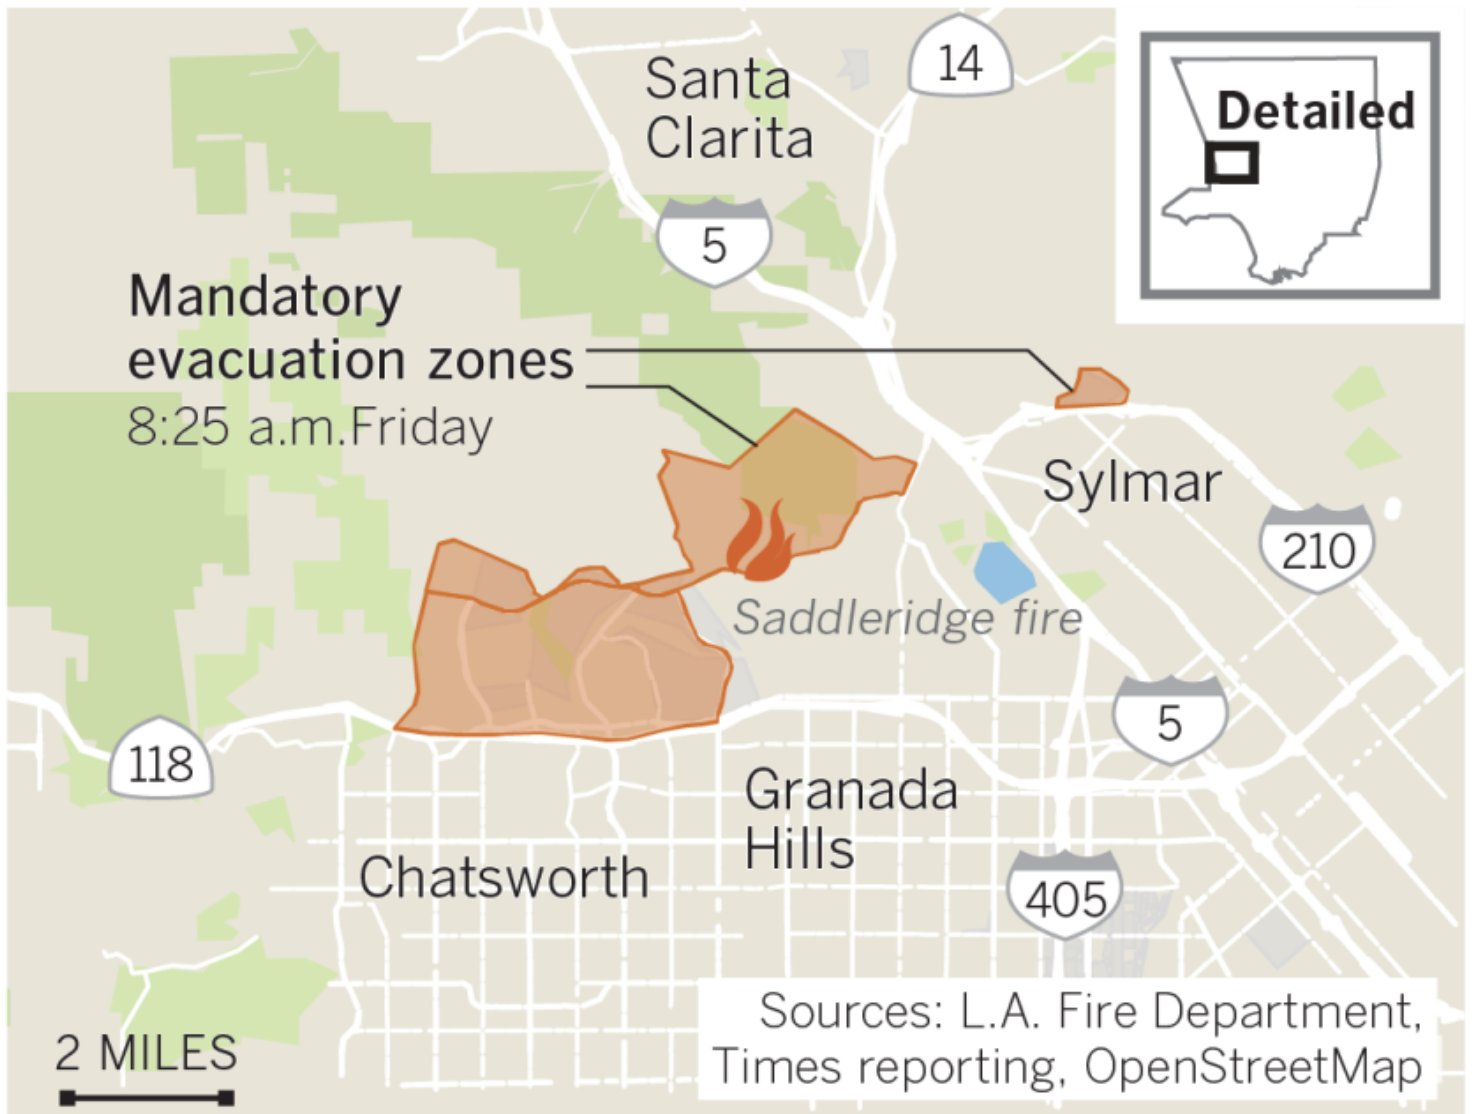 Santa
Clarita
14
Detailed
5
Mandatory
evacuation zones
8:25 a.m.Friday
Sylmar
210
Saddleridge fire
5
118
Granada
Hills
Chatsworth
405
Sources: L.A. Fire Department,
Times reporting, OpenStreetMap
2 MILES